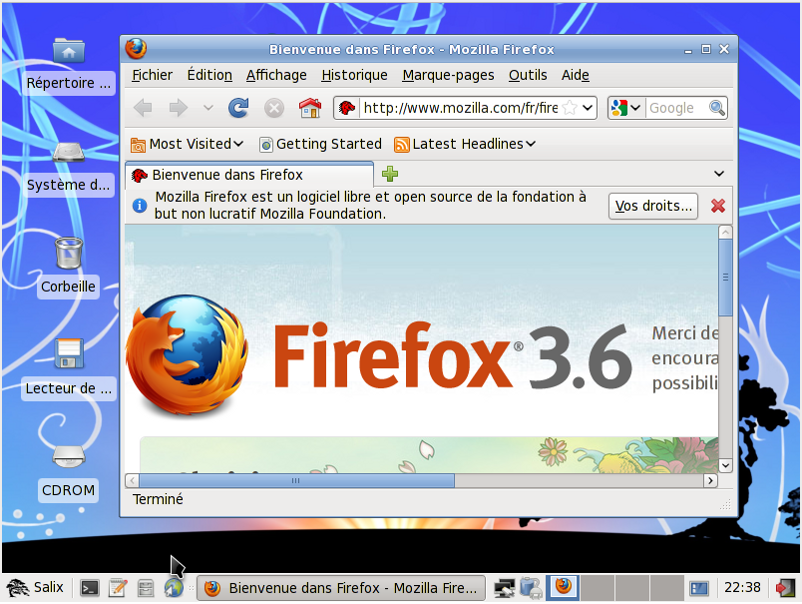 Répertoire ...
Système d...
Corbeille
Lecteur de ...
CDROM
Bienvenue dans Firefox - Mozilla Firefox
Fichier Édition Affichage Historique Marque-pages Outils Aide
http://www.mozilla.com/fr/fire
Google
Most Visited Getting Started Latest Headlines
Bienvenue dans Firefox
Mozilla Firefox est un logiciel libre et open source de la fondation à
but non lucratif Mozilla Foundation.
Vos droits...
Firefox® 3.6
Merci de
encoura
possibili
Terminé
Salix
Bienvenue dans Firefox - Mozilla Fire...
22:38